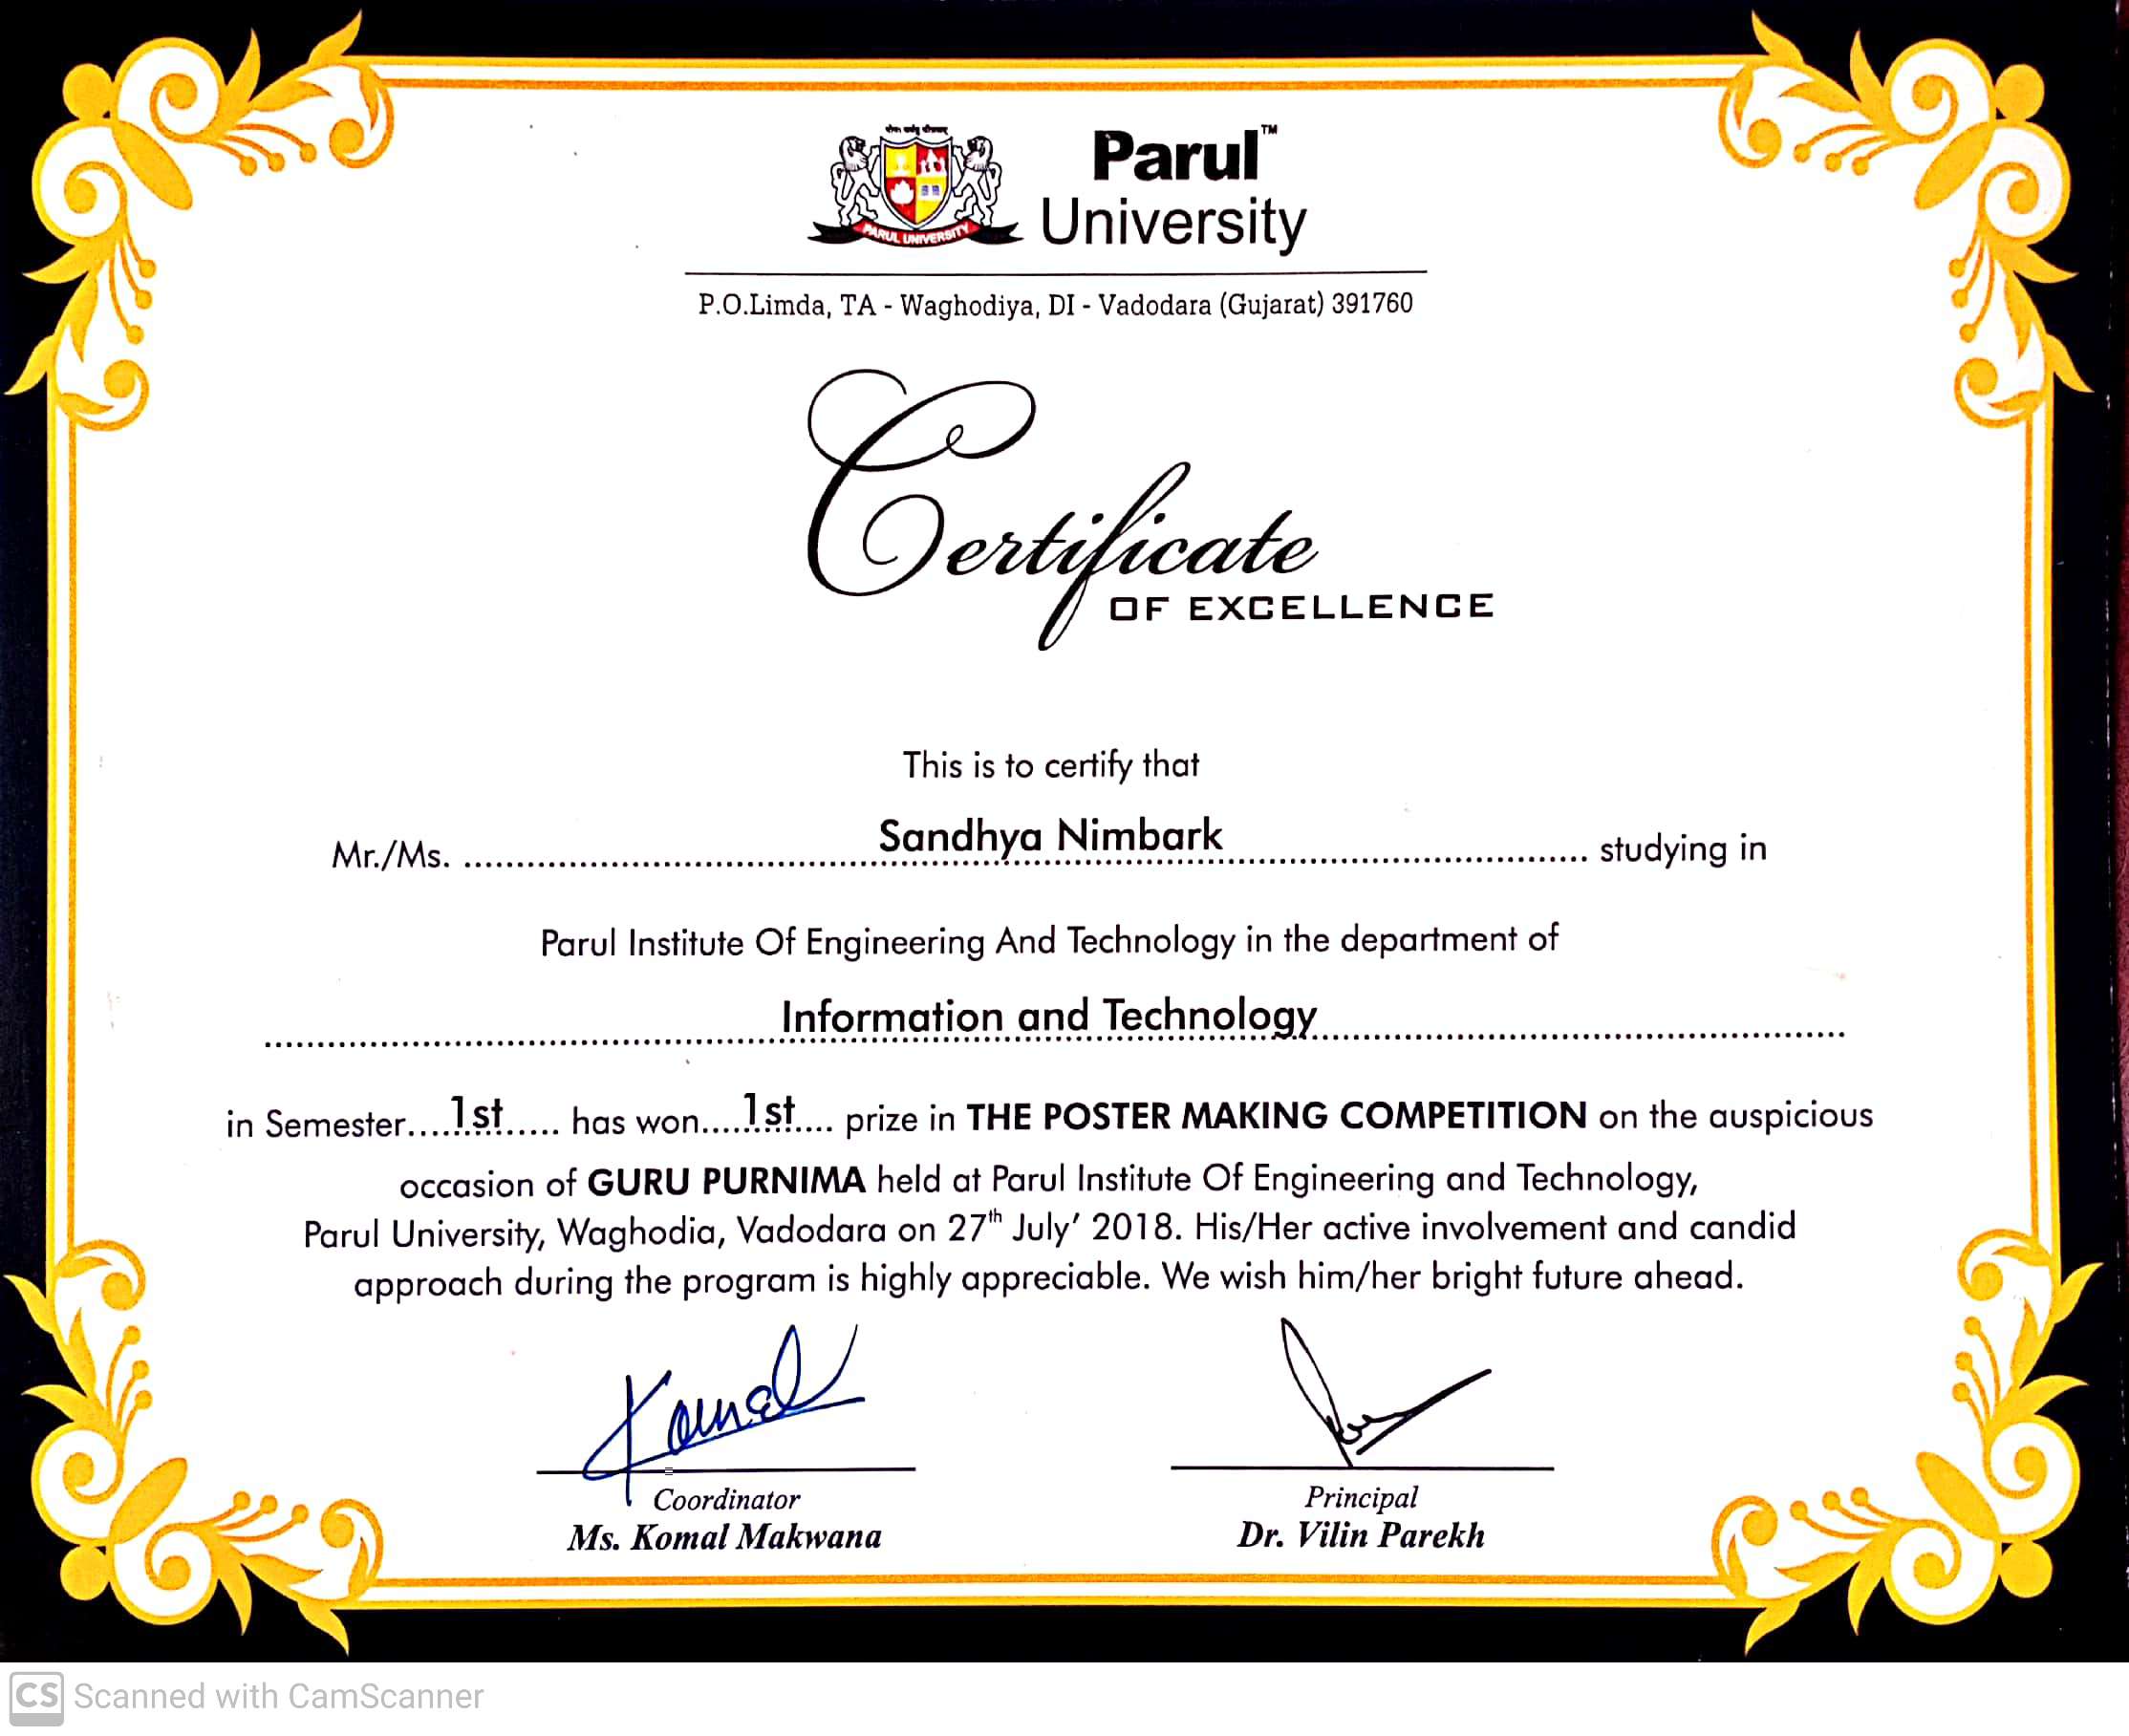 Parul™
University
PARUL UNIVERSITY
P.O.Limda, TA - Waghodiya, DI - Vadodara (Gujarat) 391760
Certificate
OF EXCELLENCE
This is to certify that
Mr./Ms. Sandhya Nimbark studying in
Parul Institute Of Engineering And Technology in the department of
Information and Technology
in Semester....1st..... has won....1st.... prize in THE POSTER MAKING COMPETITION on the auspicious
occasion of GURU PURNIMA held at Parul Institute Of Engineering and Technology,
Parul University, Waghodia, Vadodara on 27th July' 2018. His/Her active involvement and candid
approach during the program is highly appreciable. We wish him/her bright future ahead.
Komal
Coordinator
Ms. Komal Makwana
Principal
Dr. Vilin Parekh
CS Scanned with CamScanner